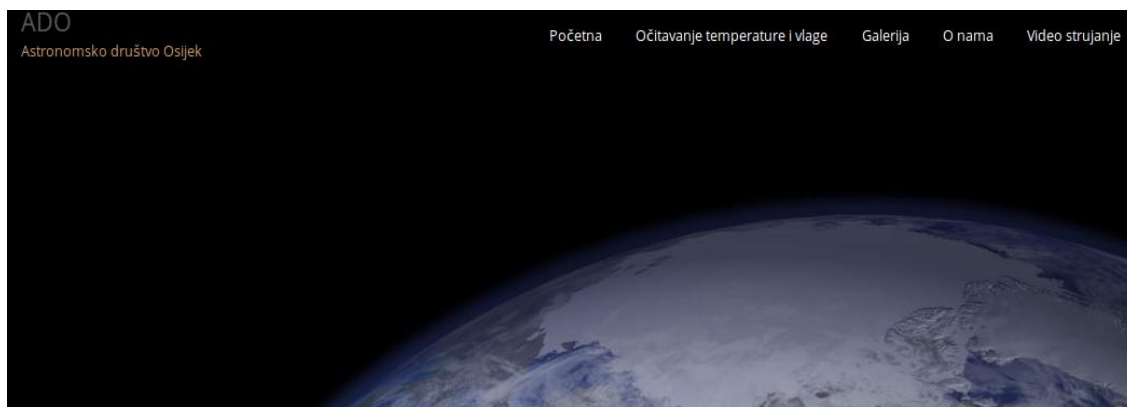 ADO
Astronomsko društvo Osijek
Početna Očitavanje temperature i vlage Galerija O nama Video strujanje